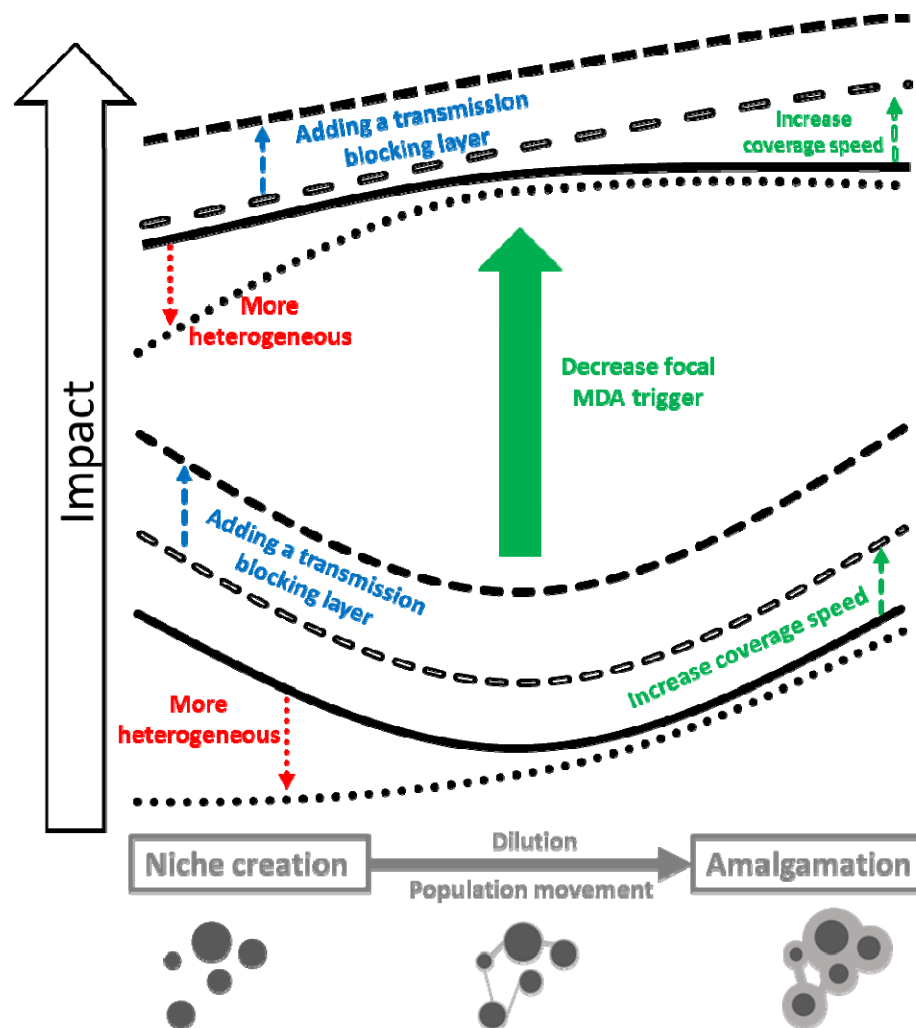 Impact
Adding a transmission
blocking layer
Increase
coverage speed
More
heterogeneous
Decrease focal
MDA trigger
Adding a transmission
blocking layer
Increase coverage speed
More
heterogeneous
Niche creation
Dilution
Population movement
Amalgamation